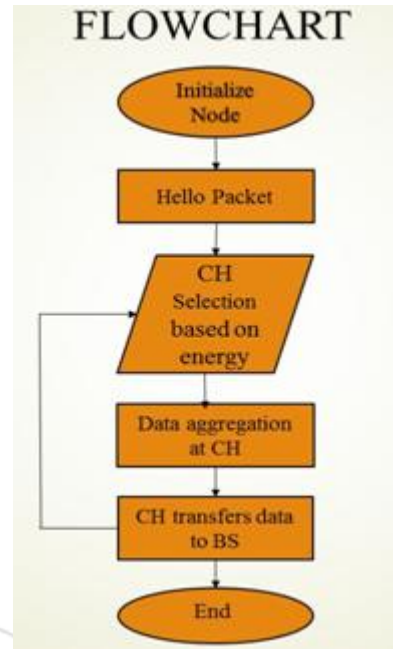 FLOWCHART
Initialize
Node
Hello Packet
CH
Selection
based on
energy
Data aggregation
at CH
CH transfers data
to BS
End